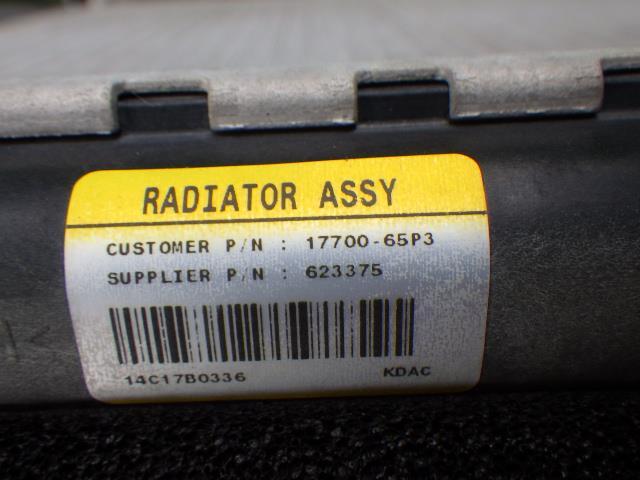 RADIATOR ASSY
CUSTOMER P/N : 17700-65P3
SUPPLIER P/N : 623375
14C17B0336 KDAC